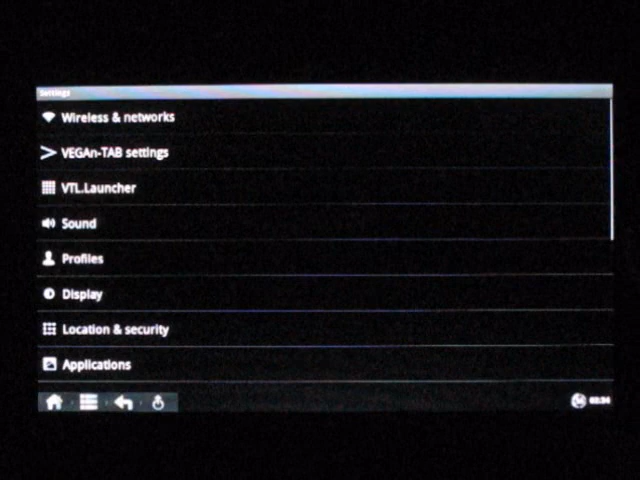 Settings
Wireless & networks
VEGAn-TAB settings
VTL.Launcher
Sound
Profiles
Display
Location & security
Applications